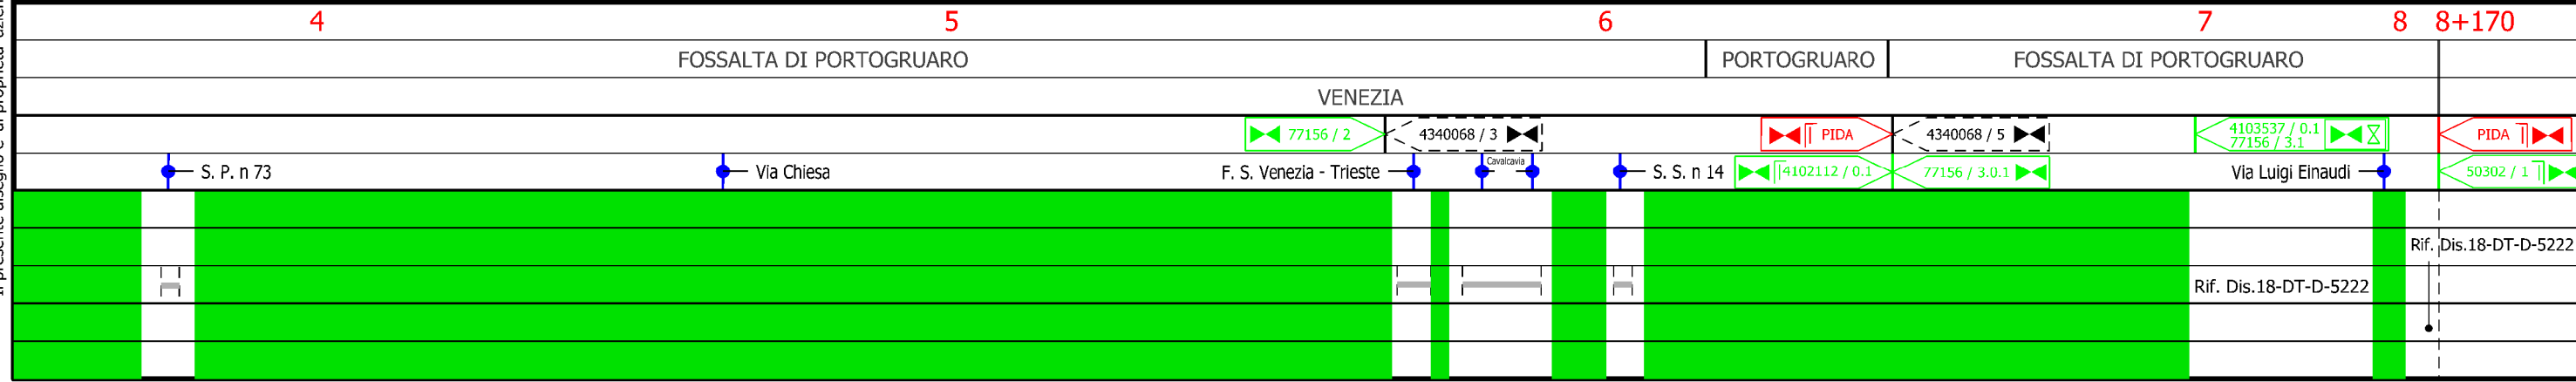 4 5 6 7 8 8+170
FOSSALTA DI PORTOGRUARO PORTOGRUARO FOSSALTA DI PORTOGRUARO
VENEZIA
77156 / 2 4340068 / 3 PIDA 4340068 / 5 4103537 / 0.1 PIDA
77156 / 3.1
S. P. n 73 Via Chiesa F. S. Venezia - Trieste Cavalcavia S. S. n 14 4102112 / 0.1 77156 / 3.0.1 Via Luigi Einaudi 50302 / 1
Rif. Dis.18-DT-D-5222
Rif. Dis.18-DT-D-5222